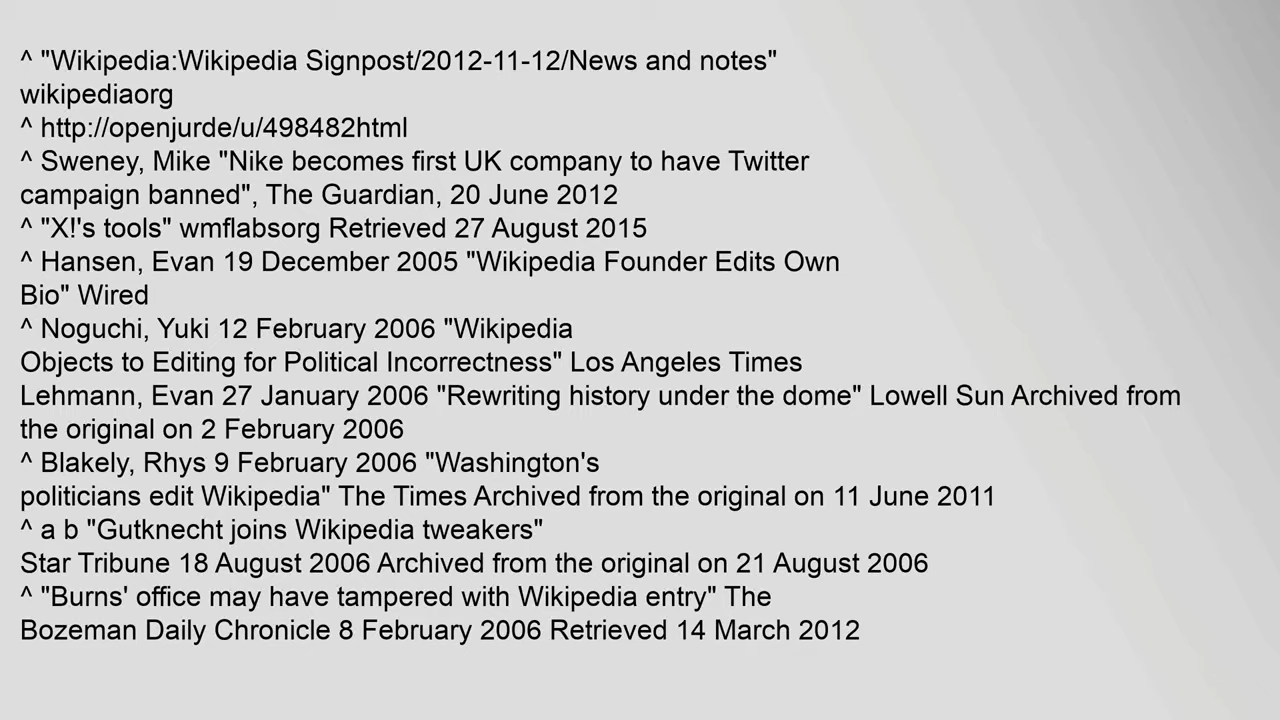 ^ "Wikipedia:Wikipedia Signpost/2012-11-12/News and notes"
wikipediaorg
^ http://openjurde/u/498482html
^ Sweney, Mike "Nike becomes first UK company to have Twitter
campaign banned", The Guardian, 20 June 2012
^ "X!'s tools" wmflabsorg Retrieved 27 August 2015
^ Hansen, Evan 19 December 2005 "Wikipedia Founder Edits Own
Bio" Wired
^ Noguchi, Yuki 12 February 2006 "Wikipedia
Objects to Editing for Political Incorrectness" Los Angeles Times
Lehmann, Evan 27 January 2006 "Rewriting history under the dome" Lowell Sun Archived from
the original on 2 February 2006
^ Blakely, Rhys 9 February 2006 "Washington's
politicians edit Wikipedia" The Times Archived from the original on 11 June 2011
^ a b "Gutknecht joins Wikipedia tweakers"
Star Tribune 18 August 2006 Archived from the original on 21 August 2006
^ "Burns' office may have tampered with Wikipedia entry" The
Bozeman Daily Chronicle 8 February 2006 Retrieved 14 March 2012